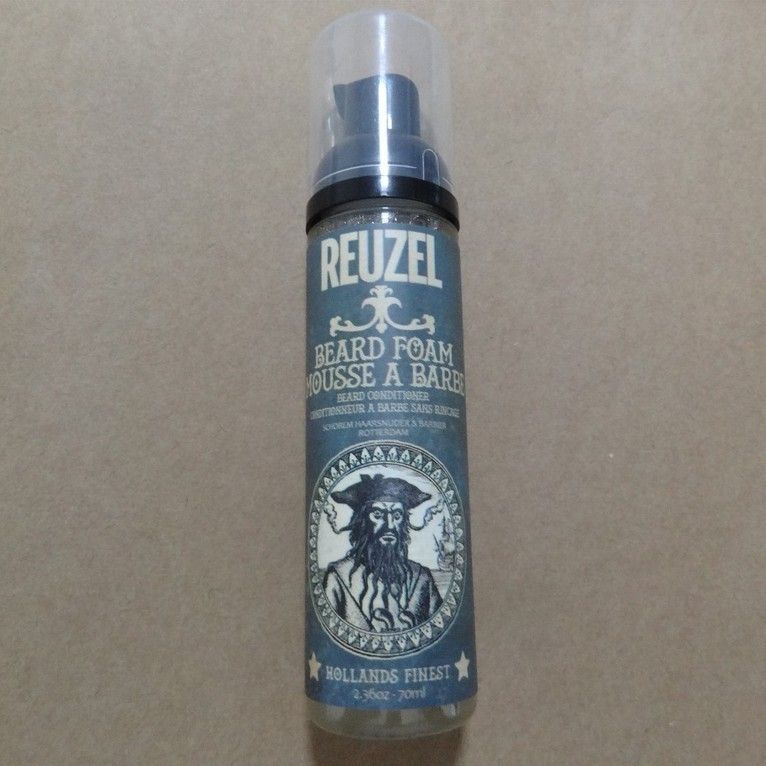 REUZEL
BEARD FOAM
MOUSSE A BARBE
BEARD CONDITIONER
CONDITIONNEUR A BARBE SANS RINCAGE
SCHOREM HAARSNIJDER & BARBIER
ROTTERDAM
HOLLANDS FINEST
2.36oz - 70ml